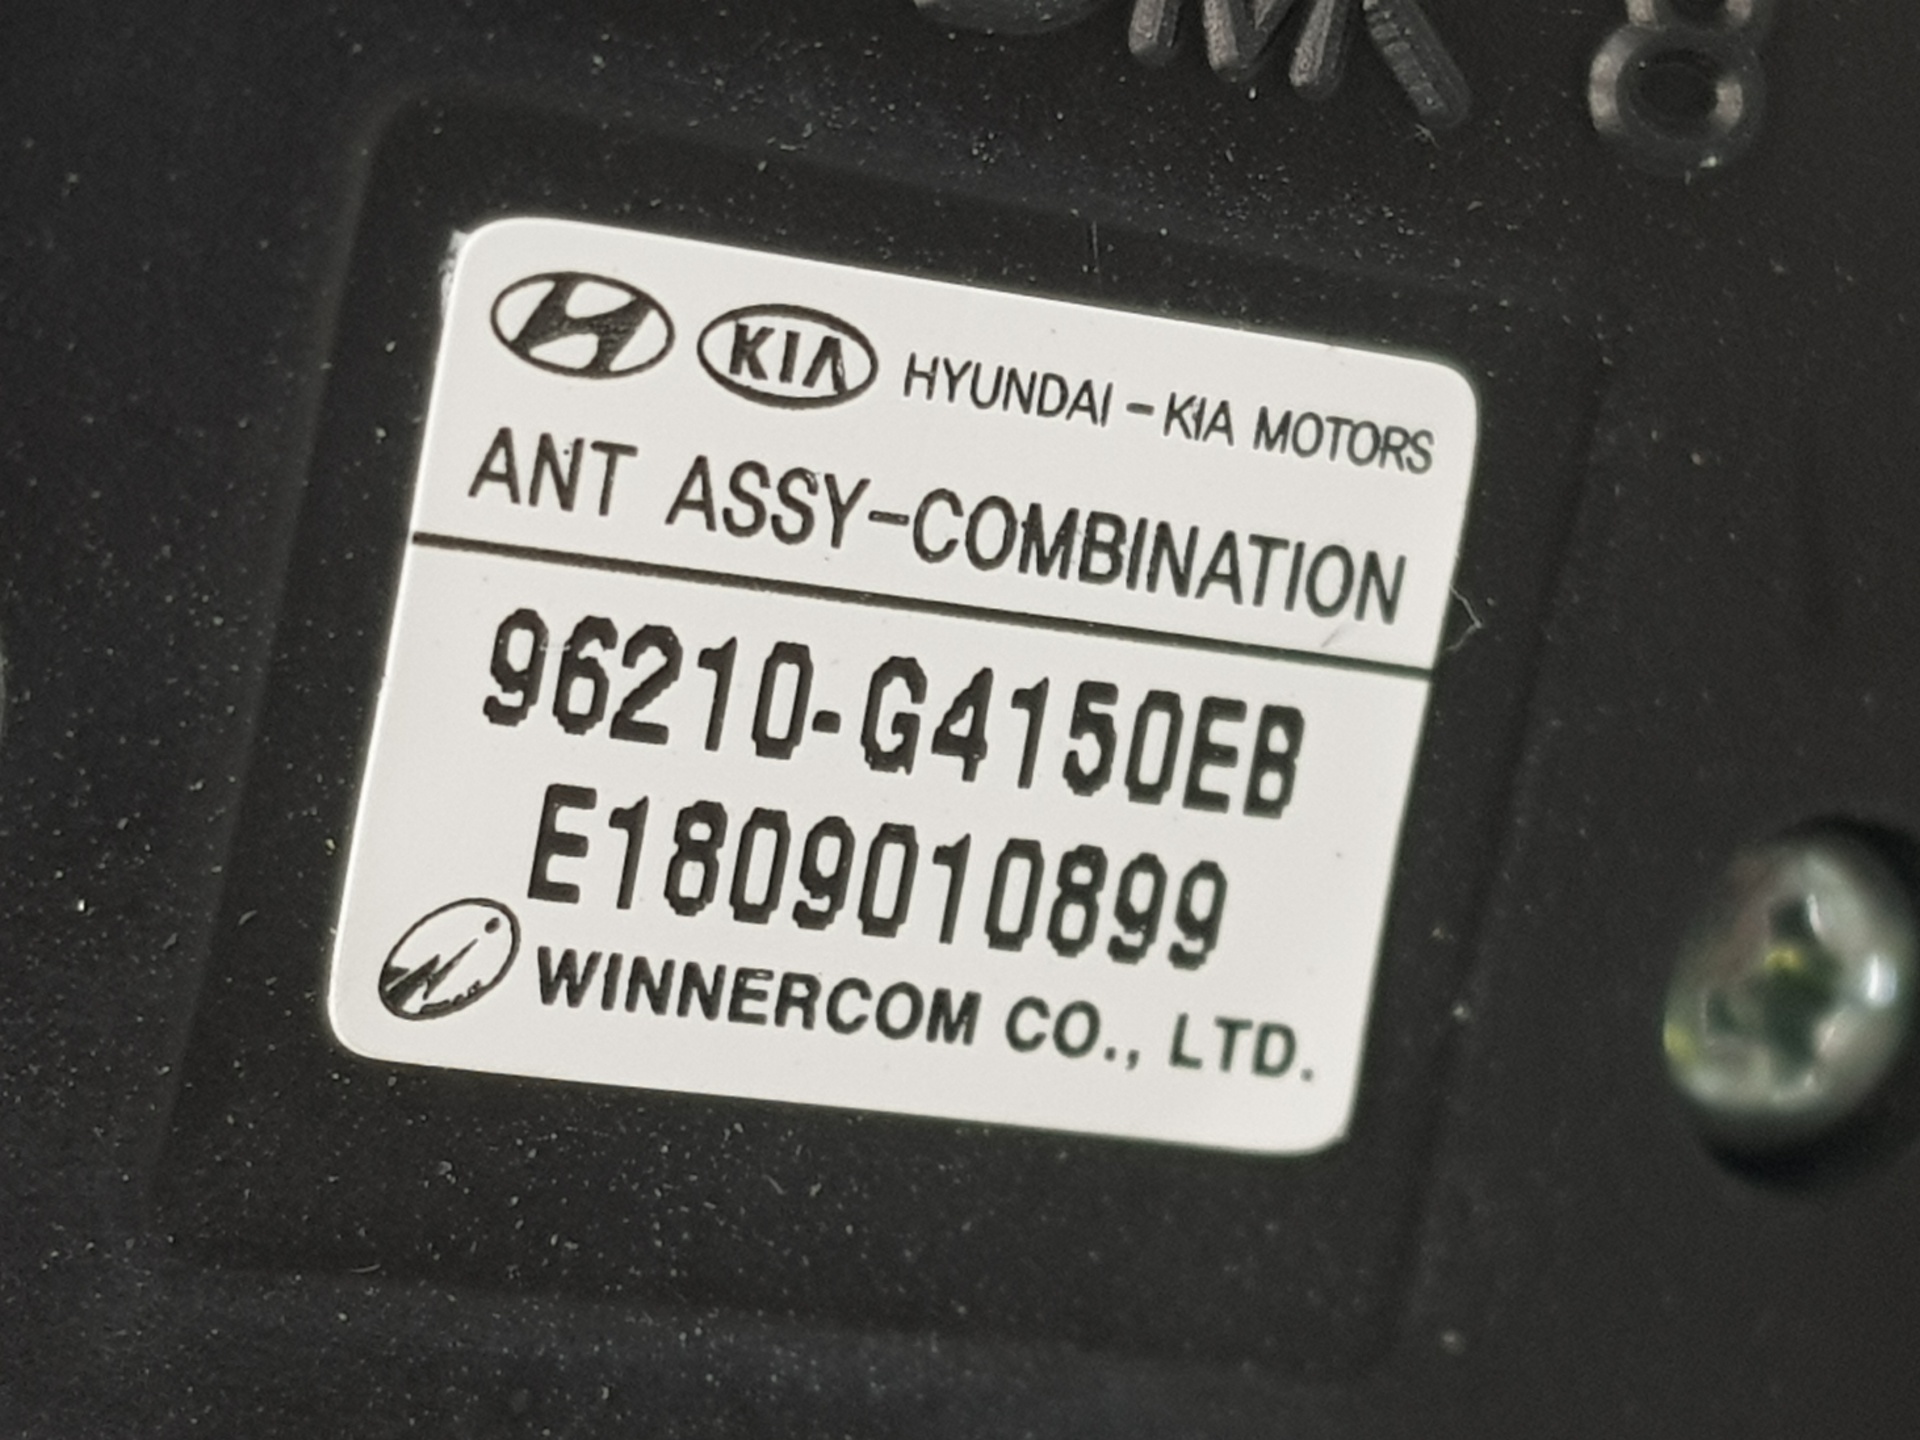 KIA HYUNDAI-KIA MOTORS
ANT ASSY-COMBINATION
96210-G4150EB
E1809010899
WINNERCOM CO., LTD.